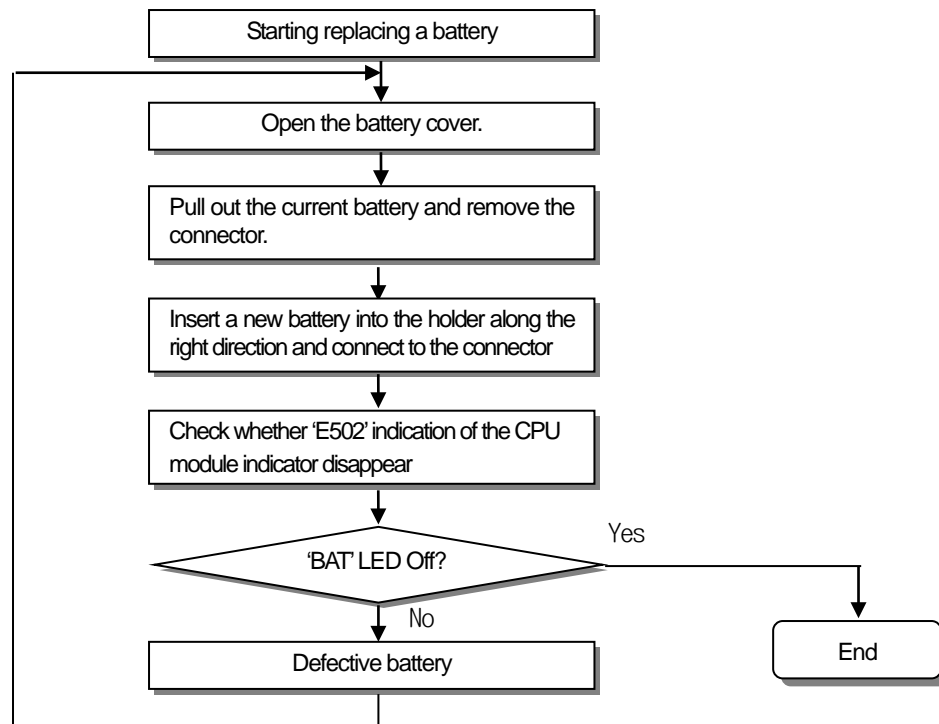 Starting replacing a battery
Open the battery cover.
Pull out the current battery and remove the
connector.
Insert a new battery into the holder along the
right direction and connect to the connector
Check whether ‘E502’ indication of the CPU
module indicator disappear
‘BAT’ LED Off?
Yes
No
Defective battery
End